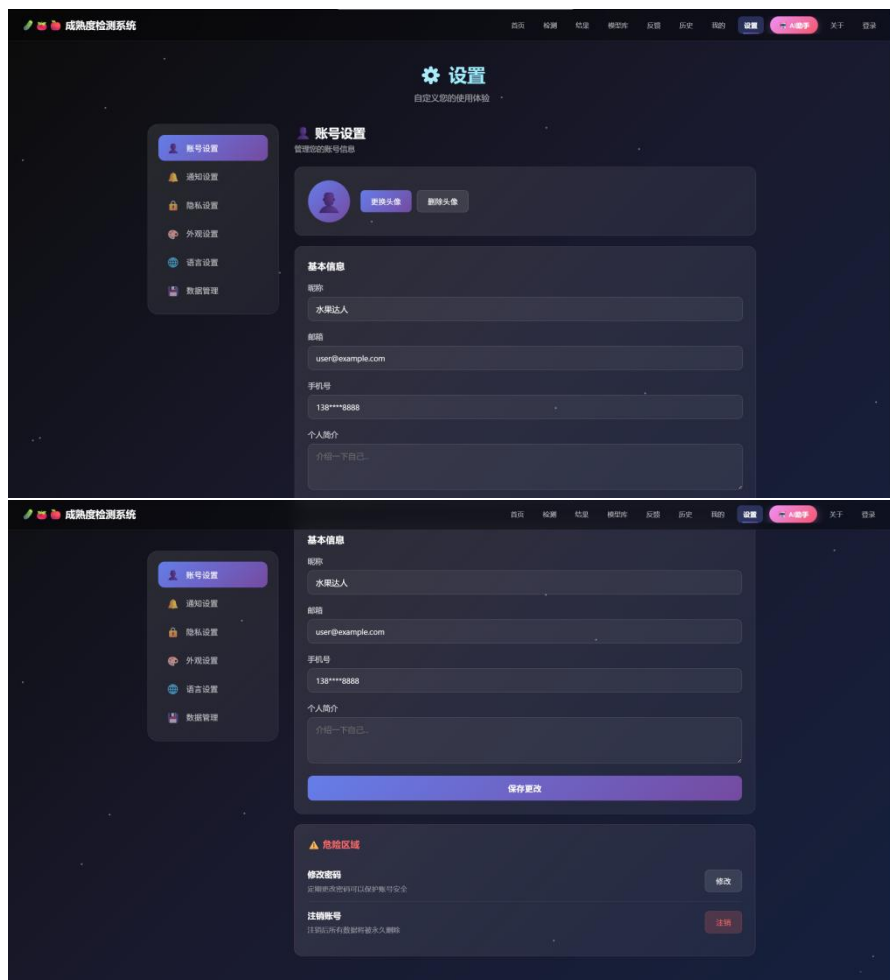 成熟度检测系统
首页 检测 结果 模型库 反馈 历史 我的 设置 AI助手 关于 登录
设置
自定义您的使用体验
账号设置
通知设置
隐私设置
外观设置
语言设置
数据管理
账号设置
管理您的账号信息
更换头像 删除头像
基本信息
昵称
水果达人
邮箱
user@example.com
手机号
138****8888
个人简介
介绍一下自己...
成熟度检测系统
首页 检测 结果 模型库 反馈 历史 我的 设置 AI助手 关于 登录
账号设置
通知设置
隐私设置
外观设置
语言设置
数据管理
基本信息
昵称
水果达人
邮箱
user@example.com
手机号
138****8888
个人简介
介绍一下自己...
保存更改
危险区域
修改密码
定期更改密码可以保护账号安全
修改
注销账号
注销后所有数据将被永久删除
注销